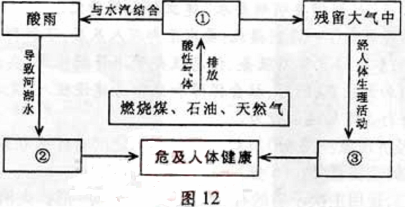 酸雨
与水汽结合
①
残留大气中
导致河湖水
酸性气体
排放
经人体生理活动
燃烧煤、石油、天然气
②
危及人体健康
③
图12